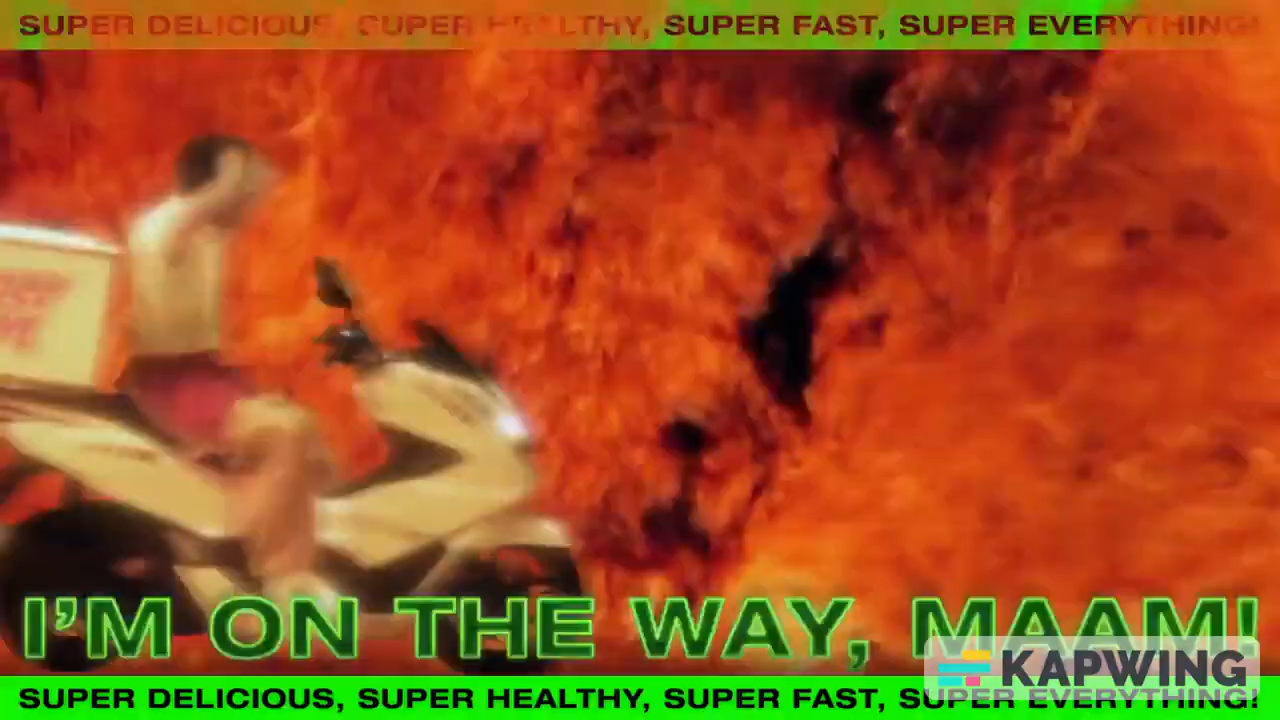 SUPER DELICIOUS, SUPER HEALTHY, SUPER FAST, SUPER EVERYTHING!
I'M ON THE WAY, MAAM!
KAPWING
SUPER DELICIOUS, SUPER HEALTHY, SUPER FAST, SUPER EVERYTHING!